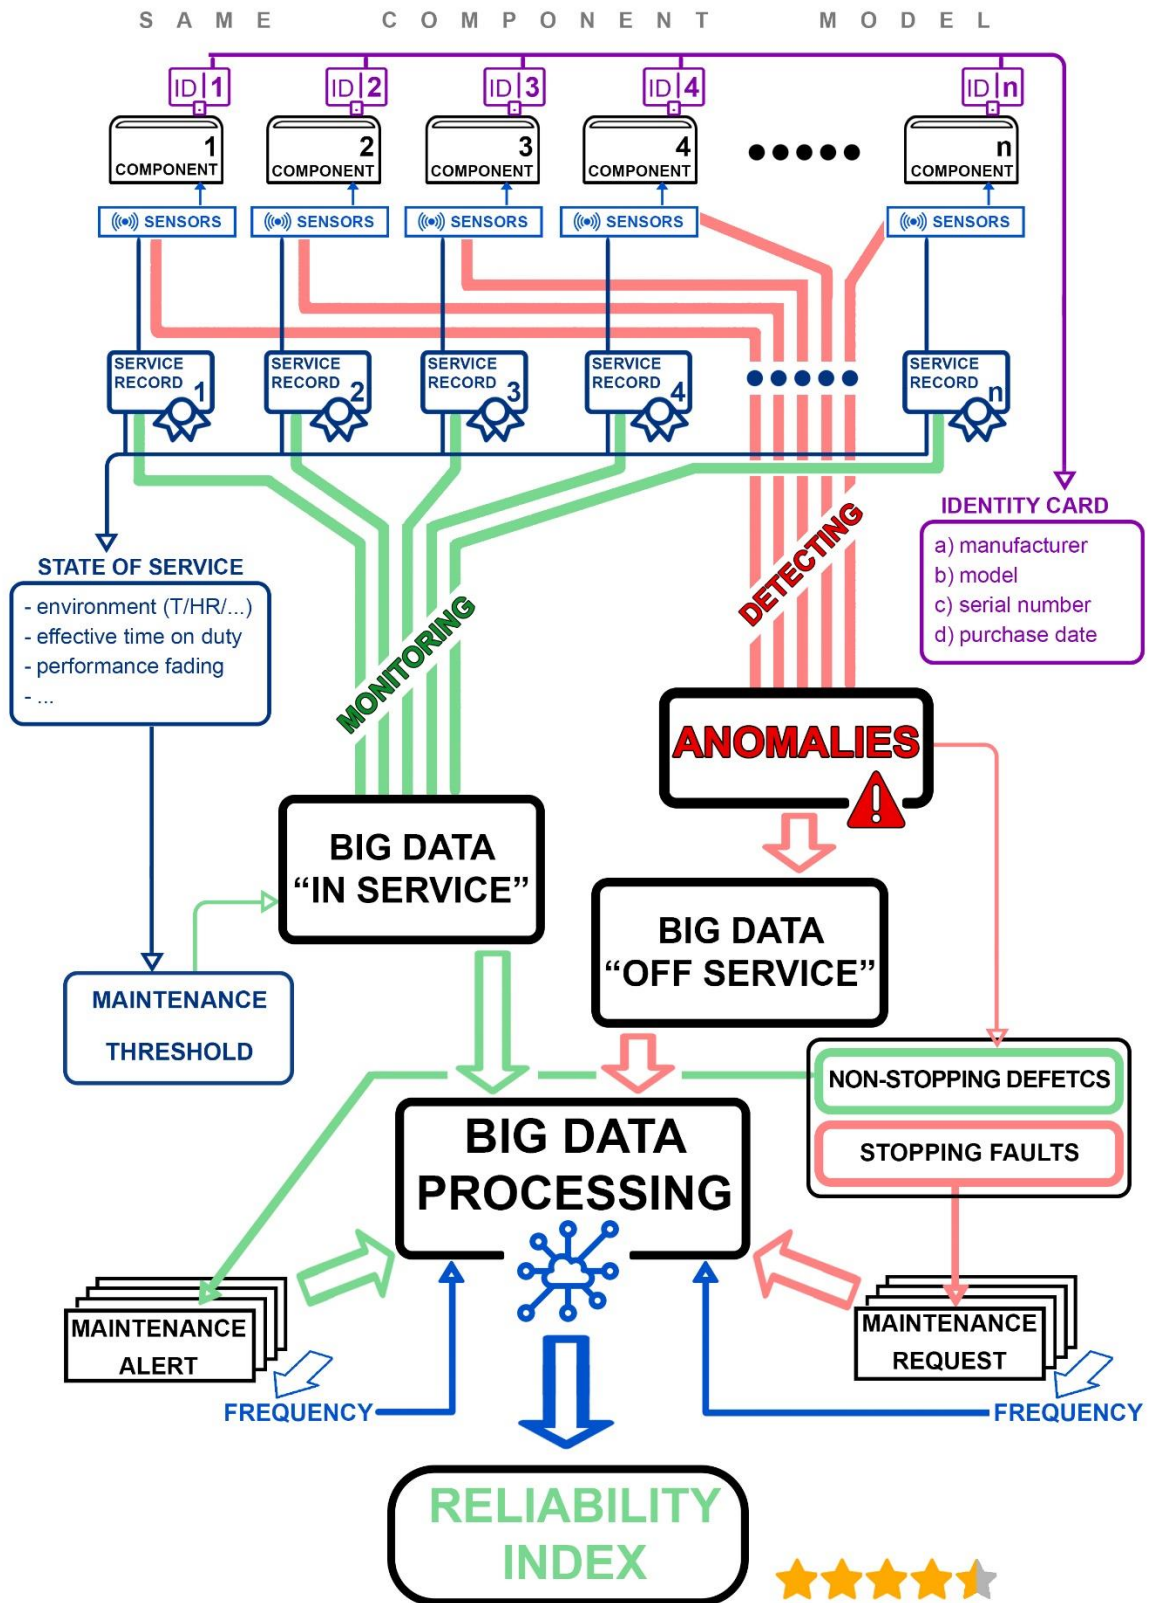 SAME COMPONENT MODEL
ID 1
ID 2
ID 3
ID 4
ID n
1
COMPONENT
2
COMPONENT
3
COMPONENT
4
COMPONENT
n
COMPONENT
SENSORS
SENSORS
SENSORS
SENSORS
SENSORS
SERVICE
RECORD 1
SERVICE
RECORD 2
SERVICE
RECORD 3
SERVICE
RECORD 4
SERVICE
RECORD n
IDENTITY CARD
a) manufacturer
b) model
c) serial number
d) purchase date
STATE OF SERVICE
- environment (T/HR/...)
- effective time on duty
- performance fading
- ...
MONITORING
DETECTING
ANOMALIES
BIG DATA
“IN SERVICE”
BIG DATA
“OFF SERVICE”
MAINTENANCE
THRESHOLD
NON-STOPPING DEFETCS
STOPPING FAULTS
BIG DATA
PROCESSING
MAINTENANCE
ALERT
FREQUENCY
MAINTENANCE
REQUEST
FREQUENCY
RELIABILITY
INDEX